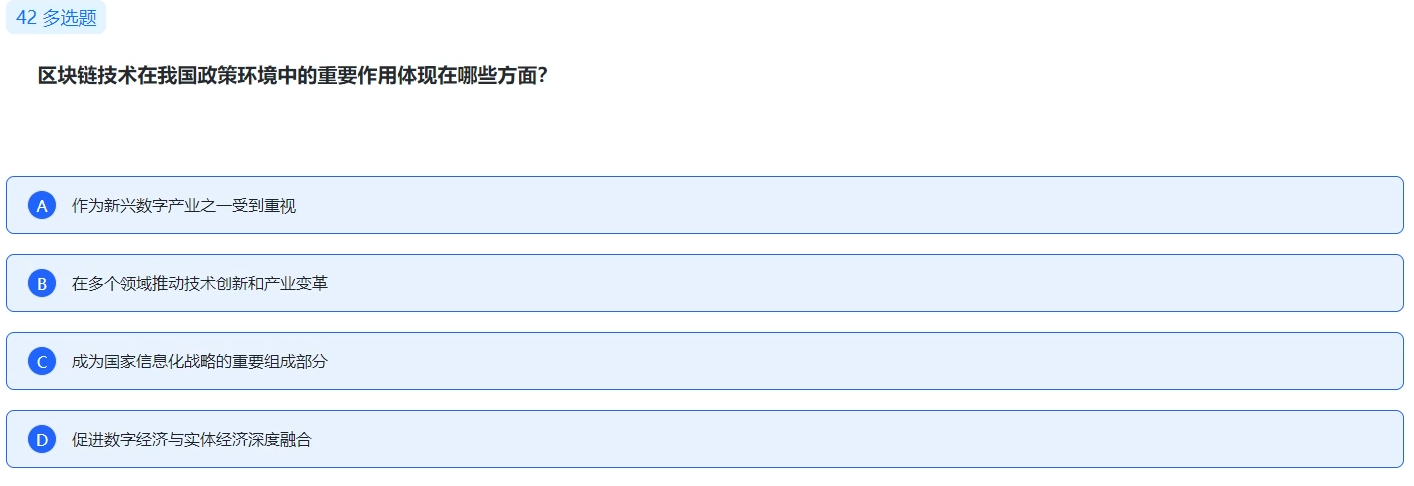 42 多选题
区块链技术在我国政策环境中的重要作用体现在哪些方面?
A 作为新兴数字产业之一受到重视
B 在多个领域推动技术创新和产业变革
C 成为国家信息化战略的重要组成部分
D 促进数字经济与实体经济深度融合